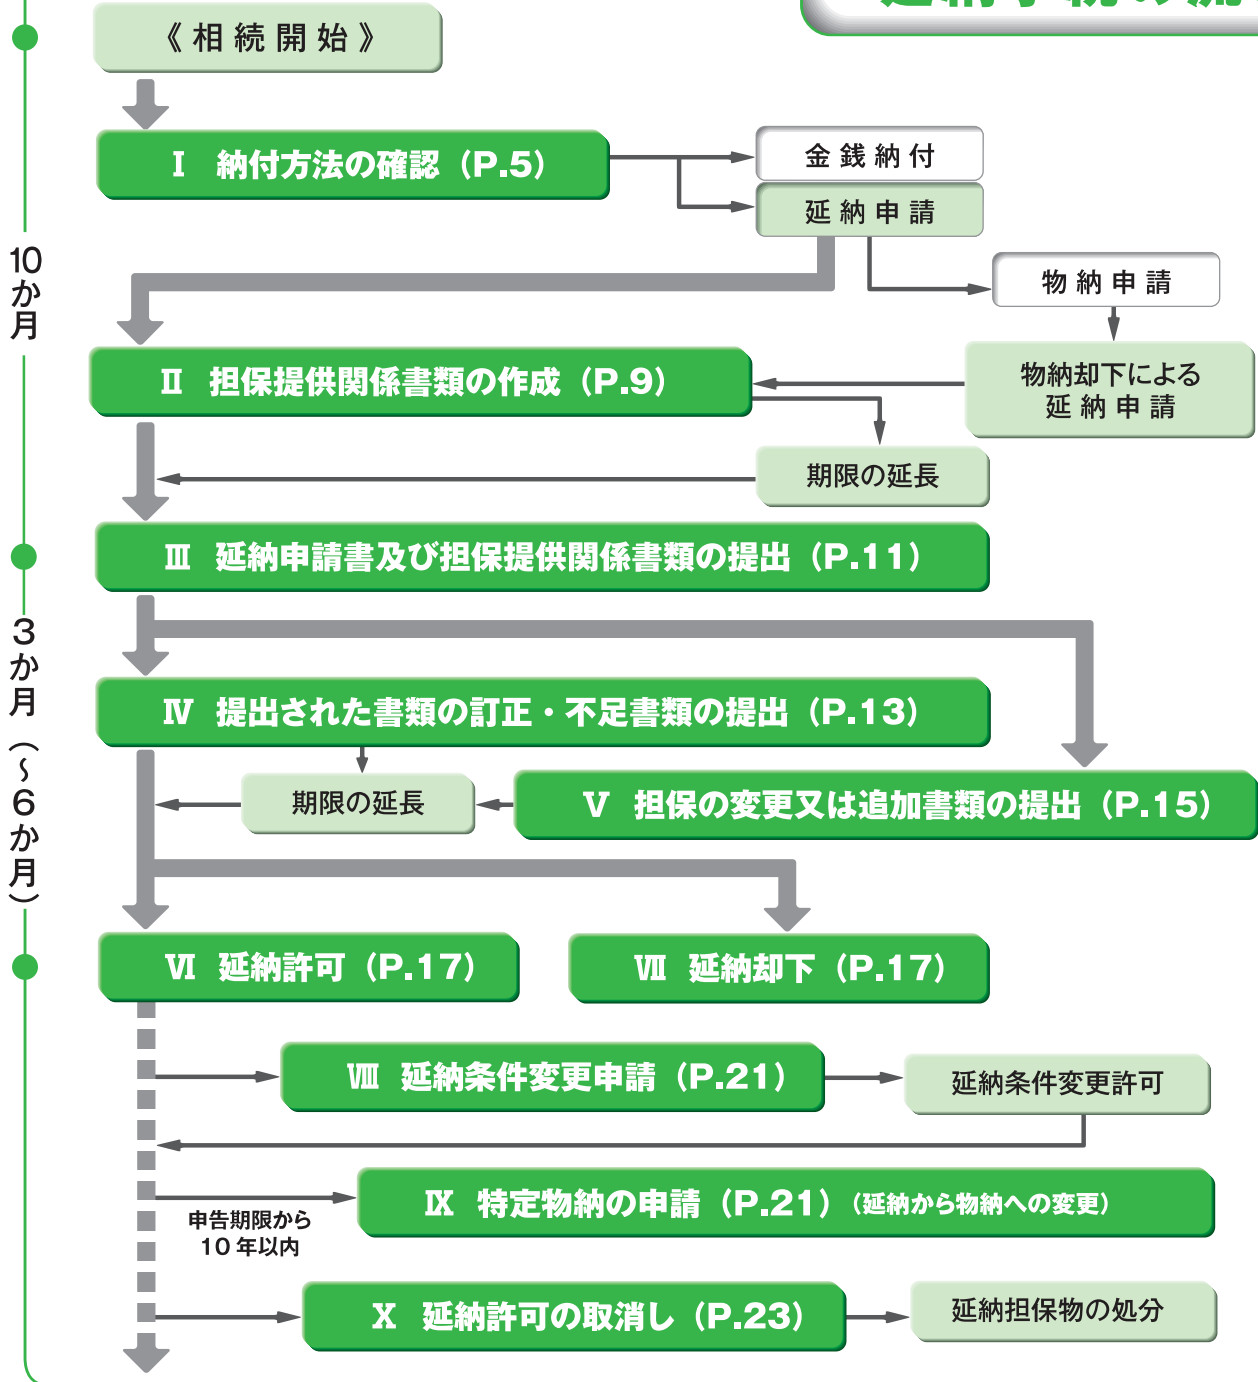 《相続開始》
Ⅰ 納付方法の確認（P.5）
金銭納付
延納申請
10か月
物納申請
Ⅱ 担保提供関係書類の作成（P.9）
物納却下による
延納申請
期限の延長
Ⅲ 延納申請書及び担保提供関係書類の提出（P.11）
3か月（〜6か月）
Ⅳ 提出された書類の訂正・不足書類の提出（P.13）
期限の延長
Ⅴ 担保の変更又は追加書類の提出（P.15）
Ⅵ 延納許可（P.17）
Ⅶ 延納却下（P.17）
Ⅷ 延納条件変更申請（P.21）
延納条件変更許可
Ⅸ 特定物納の申請（P.21）（延納から物納への変更）
申告期限から
10年以内
Ⅹ 延納許可の取消し（P.23）
延納担保物の処分